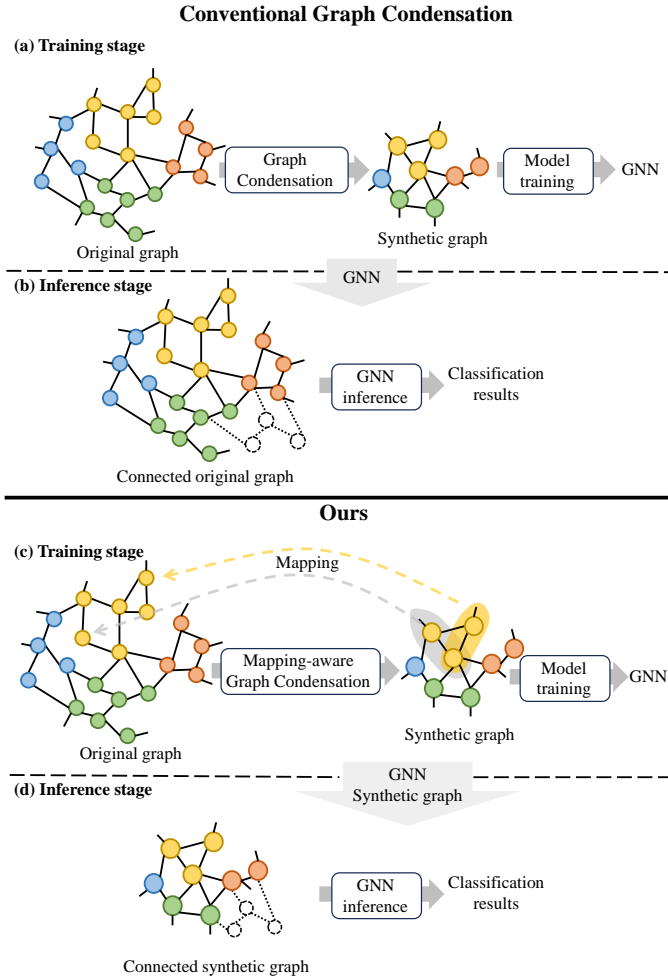 Conventional Graph Condensation
(a) Training stage
Graph
Condensation
Model
training
GNN
Original graph
Synthetic graph
GNN
(b) Inference stage
GNN
inference
Classification
results
Connected original graph
Ours
(c) Training stage
Mapping
Mapping-aware
Graph Condensation
Model
training
GNN
Original graph
Synthetic graph
GNN
Synthetic graph
(d) Inference stage
GNN
inference
Classification
results
Connected synthetic graph